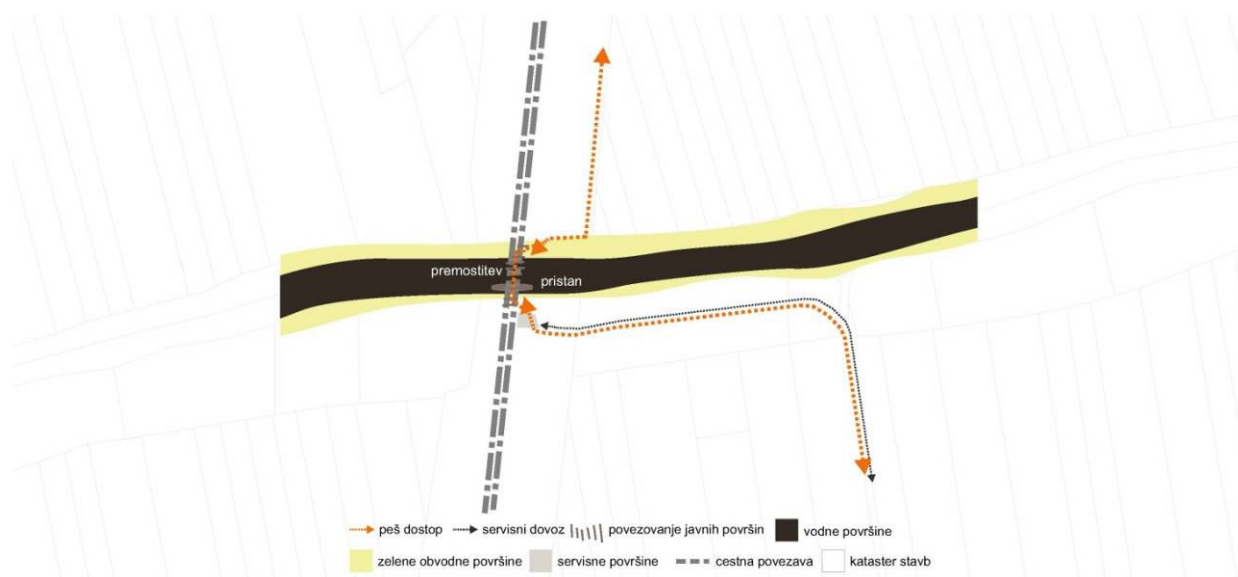 premostitev
pristan
peš dostop servisni dovoz povezovanje javnih površin vodne površine
zelene obvodne površine servisne površine cestna povezava kataster stavb